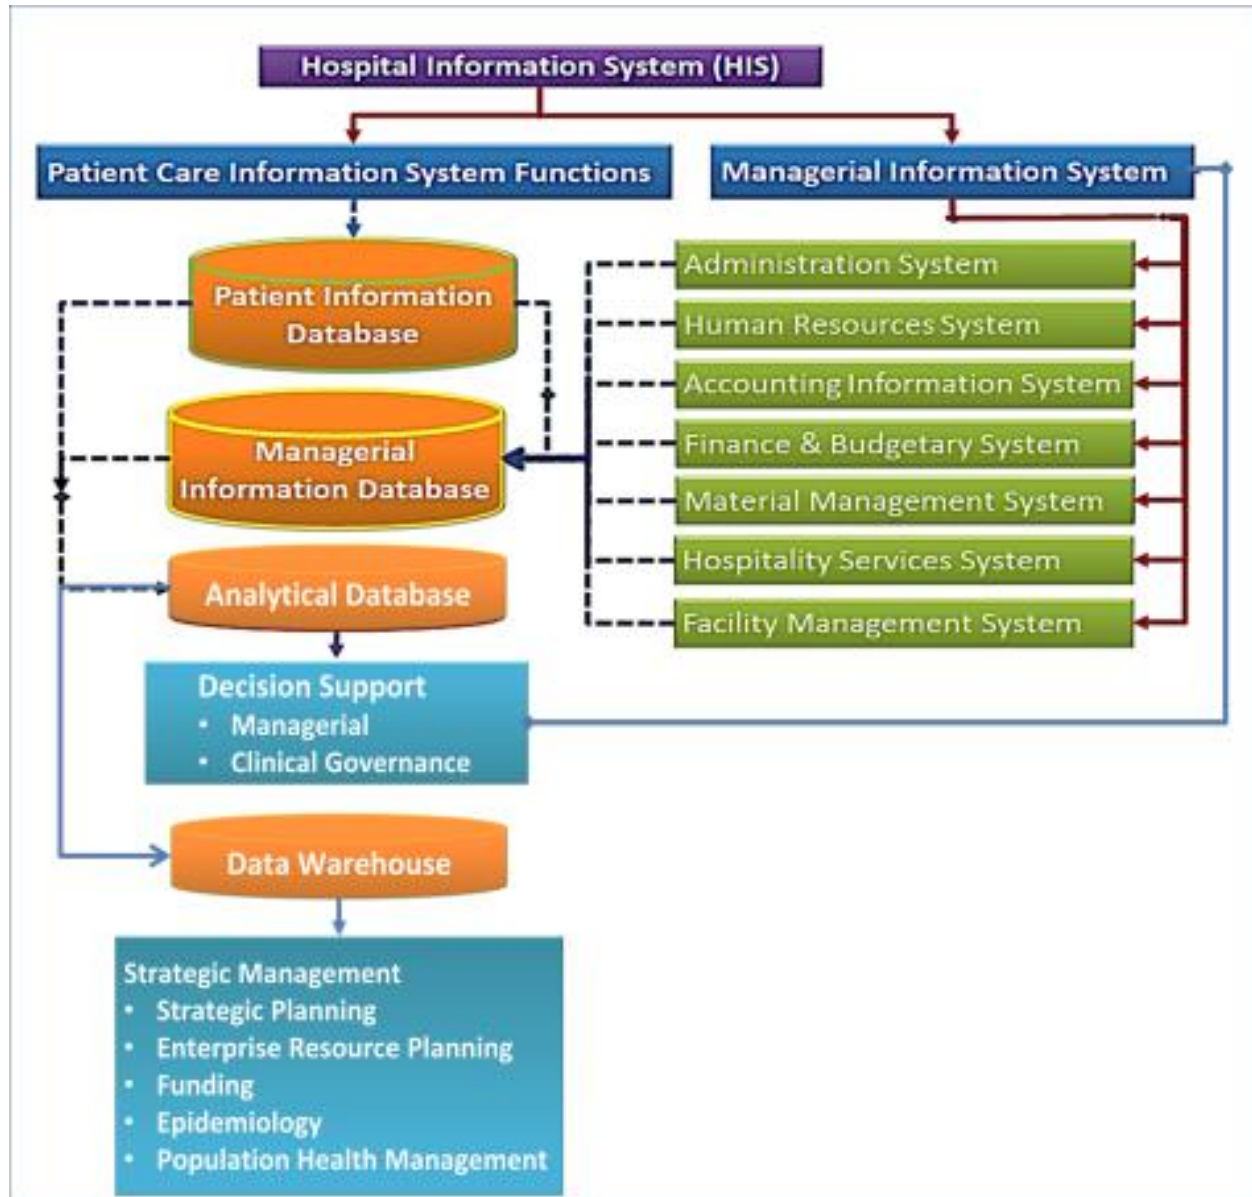 Hospital Information System (HIS)
Patient Care Information System Functions
Managerial Information System
Patient Information
Database
Managerial
Information Database
Analytical Database
Decision Support
• Managerial
• Clinical Governance
Administration System
Human Resources System
Accounting Information System
Finance & Budgetary System
Material Management System
Hospitality Services System
Facility Management System
Data Warehouse
Strategic Management
• Strategic Planning
• Enterprise Resource Planning
• Funding
• Epidemiology
• Population Health Management